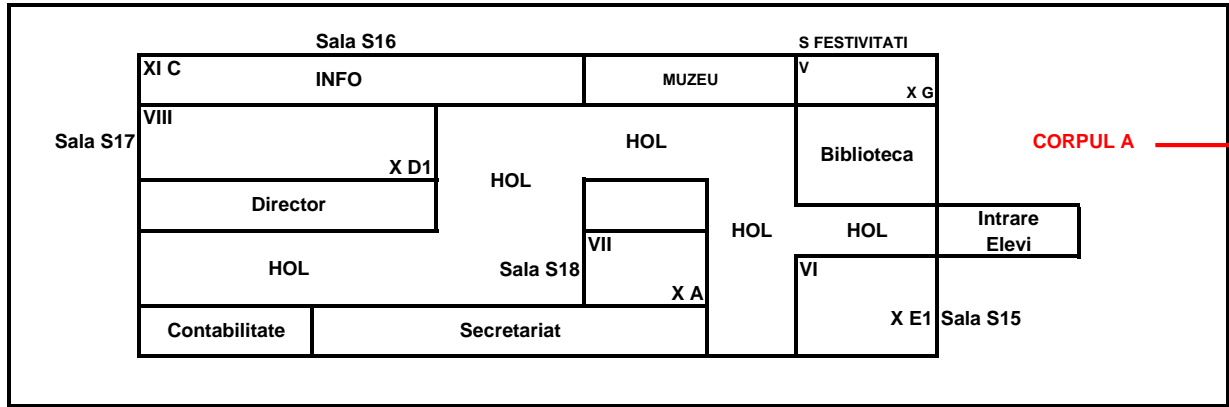 Sala S16
S FESTIVITATI
XI C
INFO
MUZEU
V
X G
VIII
Sala S17
HOL
Biblioteca
CORPUL A
X D1
HOL
Director
Intrare
Elevi
HOL
HOL
VII
HOL
Sala S18
VI
X A
X E1
Sala S15
Contabilitate
Secretariat